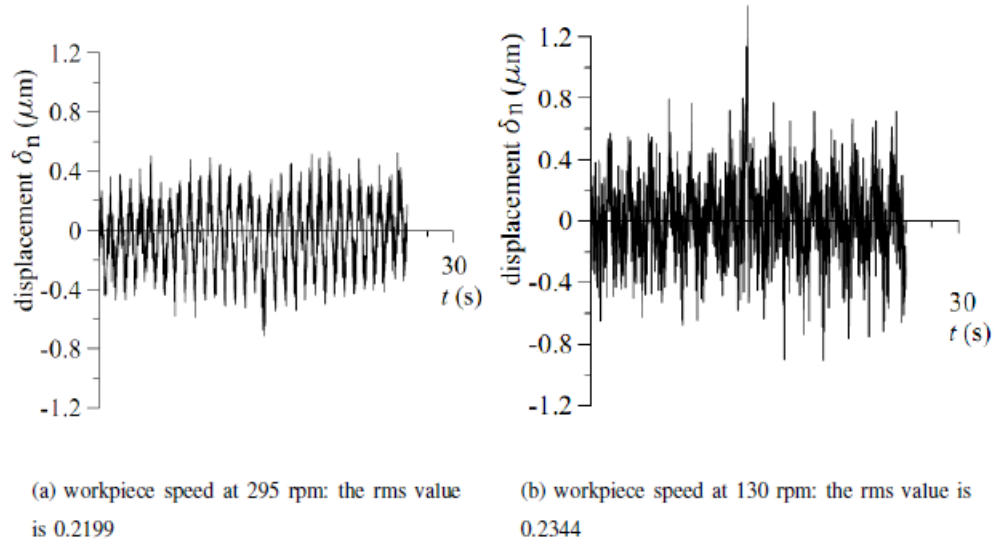 1.2
0.8
0.4
0
-0.4
-0.8
-1.2
displacement δn (μm)
30
t (s)
1.2
0.8
0.4
0
-0.4
-0.8
-1.2
displacement δn (μm)
30
t (s)
(a) workpiece speed at 295 rpm: the rms value
is 0.2199
(b) workpiece speed at 130 rpm: the rms value is
0.2344